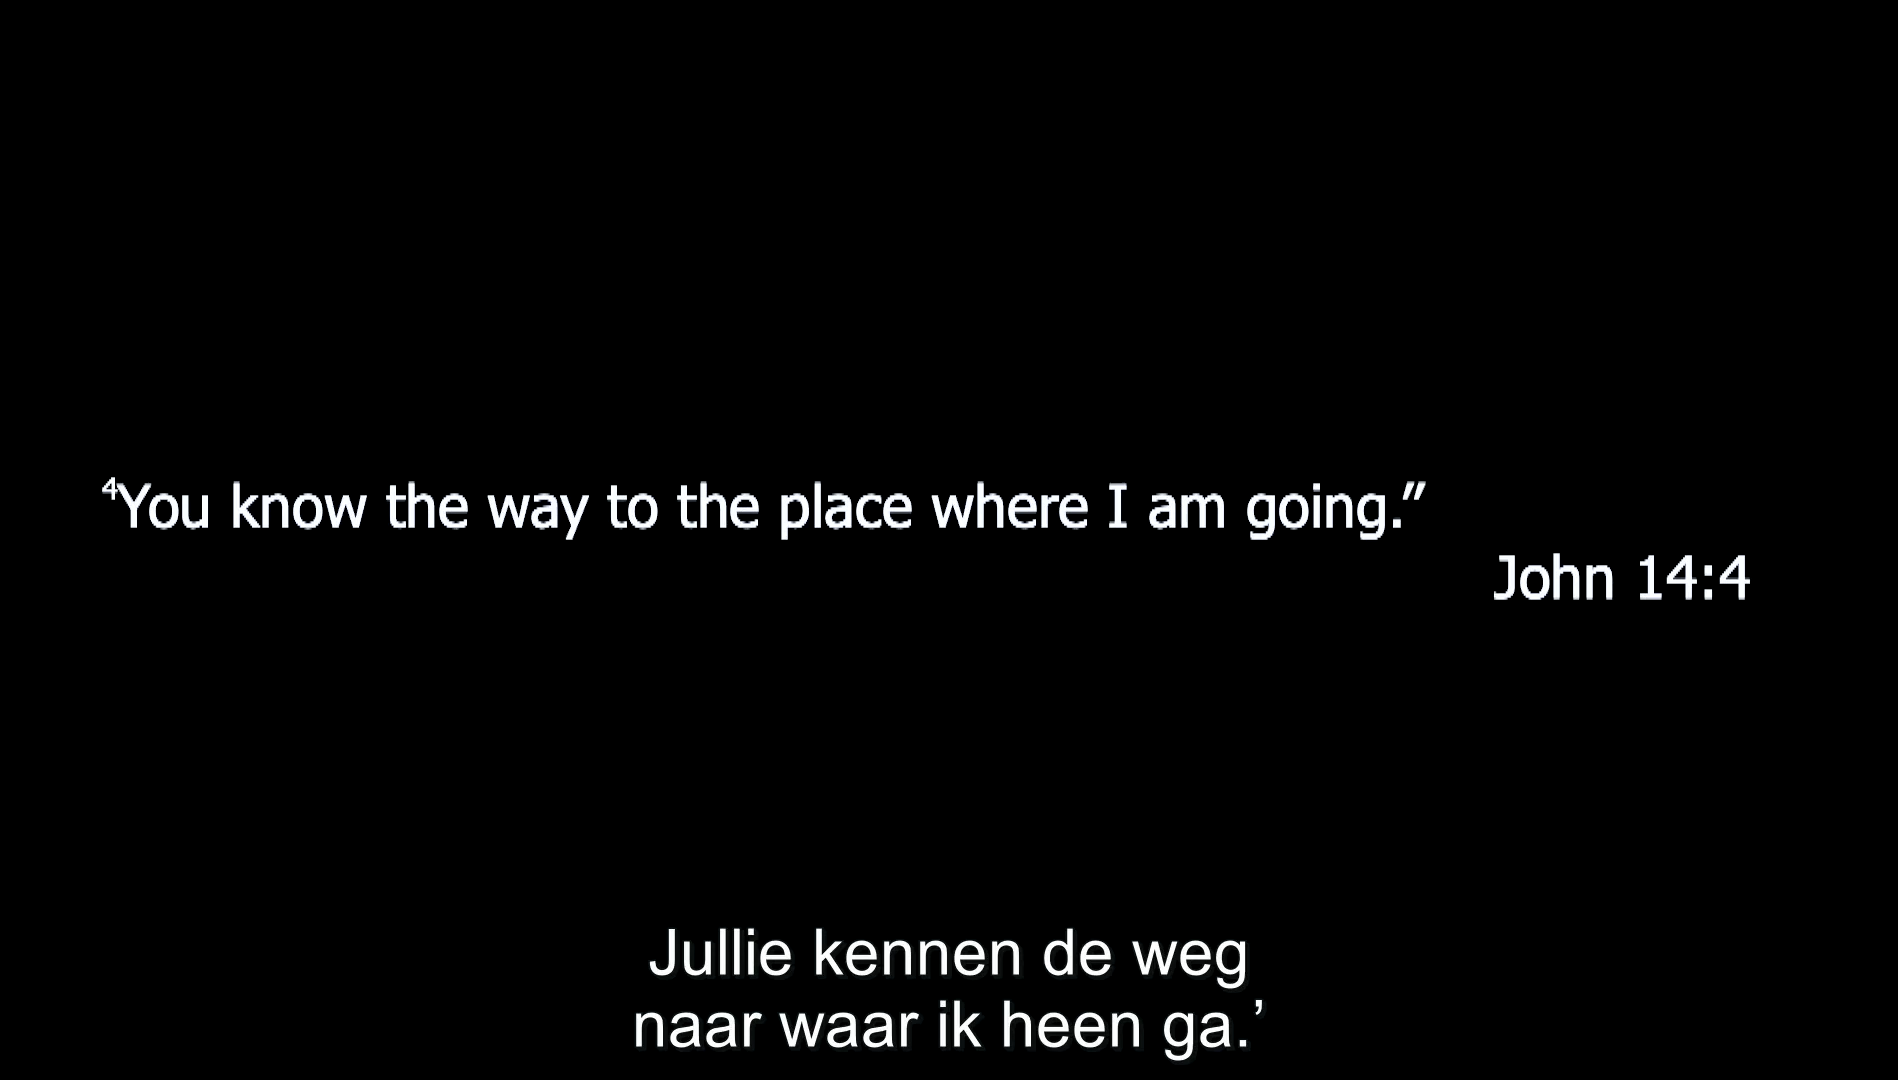 ⁴You know the way to the place where I am going.”
John 14:4
Jullie kennen de weg
naar waar ik heen ga.’